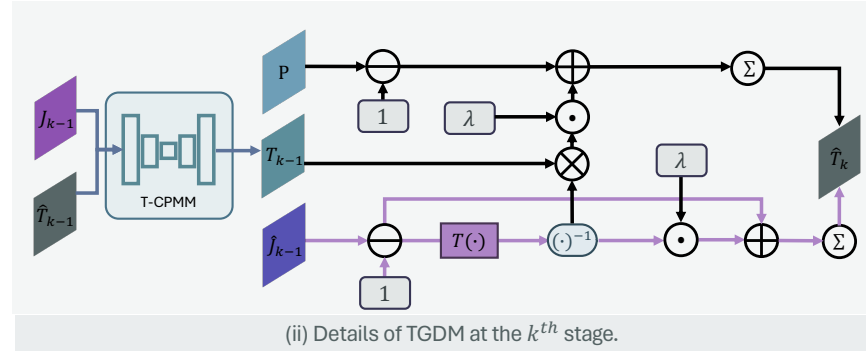 P
1
λ
Σ
J_{k-1}
T̂_{k-1}
T-CPMM
T_{k-1}
λ
T̂_k
Ĵ_{k-1}
T(·)
(·)^{-1}
Σ
1
(ii) Details of TGDM at the k^{th} stage.